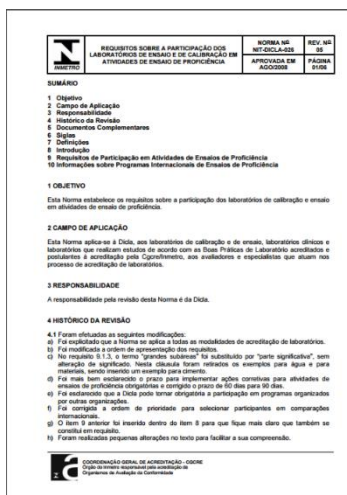 INMETRO
REQUISITOS SOBRE A PARTICIPAÇÃO DOS
LABORATÓRIOS DE ENSAIO E DE CALIBRAÇÃO EM
ATIVIDADES DE ENSAIO DE PROFICIÊNCIA
NORMA Nº
NIT-DICLA-026
REV. Nº
05
APROVADA EM
AGO/2008
PÁGINA
01/08
SUMÁRIO
1 Objetivo
2 Campo de Aplicação
3 Responsabilidade
4 Histórico da Revisão
5 Documentos Complementares
6 Siglas
7 Definições
8 Introdução
9 Requisitos de Participação em Atividades de Ensaios de Proficiência
10 Informações sobre Programas Internacionais de Ensaios de Proficiência
1 OBJETIVO
Esta Norma estabelece os requisitos sobre a participação dos laboratórios de calibração e ensaio
em atividades de ensaio de proficiência.
2 CAMPO DE APLICAÇÃO
Esta Norma aplica-se à Dicla, aos laboratórios de calibração e de ensaio, laboratórios clínicos e
laboratórios que realizam estudos de acordo com as Boas Práticas de Laboratório acreditados e
postulantes à acreditação pela Cgcre/Inmetro, aos avaliadores e especialistas que atuam nos
processo de acreditação de laboratórios.
3 RESPONSABILIDADE
A responsabilidade pela revisão desta Norma é da Dicla.
4 HISTÓRICO DA REVISÃO
4.1 Foram efetuadas as seguintes modificações:
a) Foi explicitado que a Norma se aplica a todas as modalidades de acreditação de laboratórios.
b) Foi modificada a ordem de apresentação dos requisitos.
c) No requisito 9.1.3, o termo "grandes subáreas" foi substituído por "parte significativa", sem
alteração de significado. Nesta cláusula foram retirados os exemplos para água e para
materiais, sendo inserido um exemplo para cimento.
d) Foi mais bem esclarecido o prazo para implementar ações corretivas para atividades de
ensaios de proficiência obrigatórias e corrigido o prazo de 60 dias para 90 dias.
e) Foi esclarecido que a Dicla pode tornar obrigatória a participação em programas organizados
por outras organizações.
f) Foi corrigida a ordem de prioridade para selecionar participantes em comparações
internacionais.
g) O item 9 anterior foi inserido dentro do item 8 para que fique mais claro que também se
constitui em requisito.
h) Foram realizadas pequenas alterações no texto para facilitar a sua compreensão.
COORDENAÇÃO GERAL DE ACREDITAÇÃO - CGCRE
Órgão do Inmetro responsável pela acreditação de
Organismos de Avaliação da Conformidade